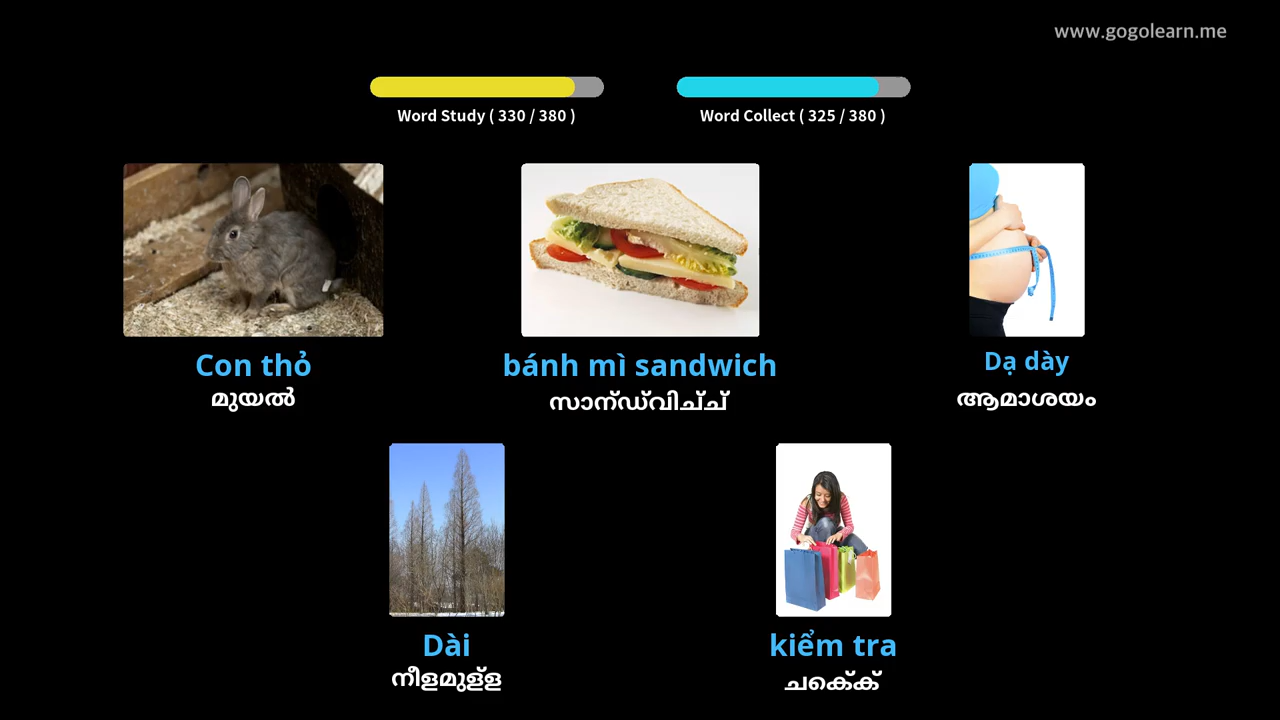 www.gogolearn.me
Word Study ( 330 / 380 )
Word Collect ( 325 / 380 )
Con thỏ
മുയൽ
bánh mì sandwich
സാന്ഡ്വിച്ച്
Dạ dày
ആമാശയം
Dài
നീളമുള്ള
kiểm tra
ചക്കെ്